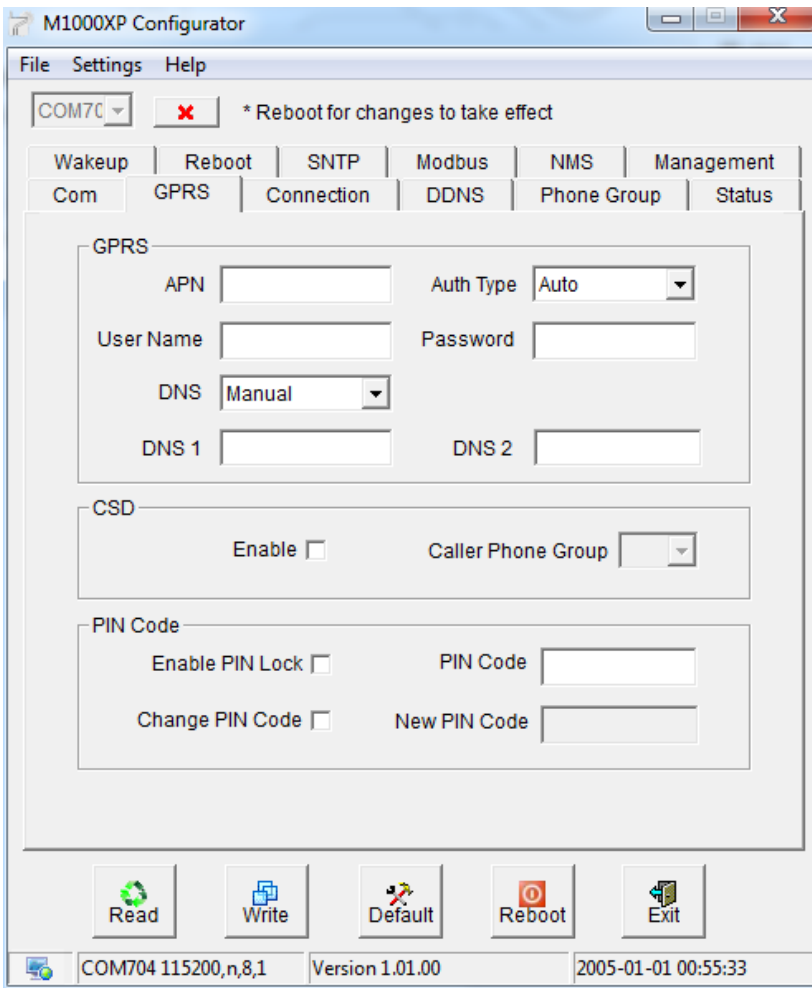 M1000XP Configurator
File Settings Help
COM70 * Reboot for changes to take effect
Wakeup Reboot SNTP Modbus NMS Management
Com GPRS Connection DDNS Phone Group Status
GPRS
APN Auth Type Auto
User Name Password
DNS Manual
DNS 1 DNS 2
CSD
Enable Caller Phone Group
PIN Code
Enable PIN Lock PIN Code
Change PIN Code New PIN Code
Read Write Default Reboot Exit
COM704 115200,n,8,1 Version 1.01.00 2005-01-01 00:55:33